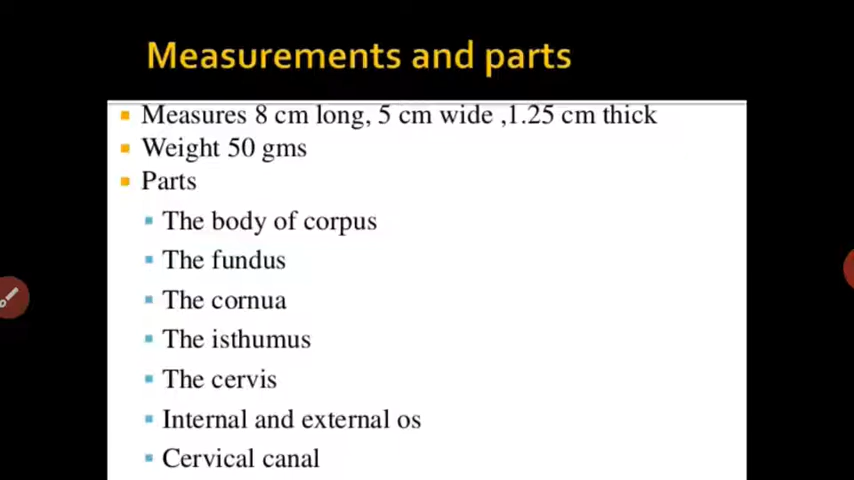 Measurements and parts
Measures 8 cm long, 5 cm wide ,1.25 cm thick
Weight 50 gms
Parts
The body of corpus
The fundus
The cornua
The isthumus
The cervis
Internal and external os
Cervical canal